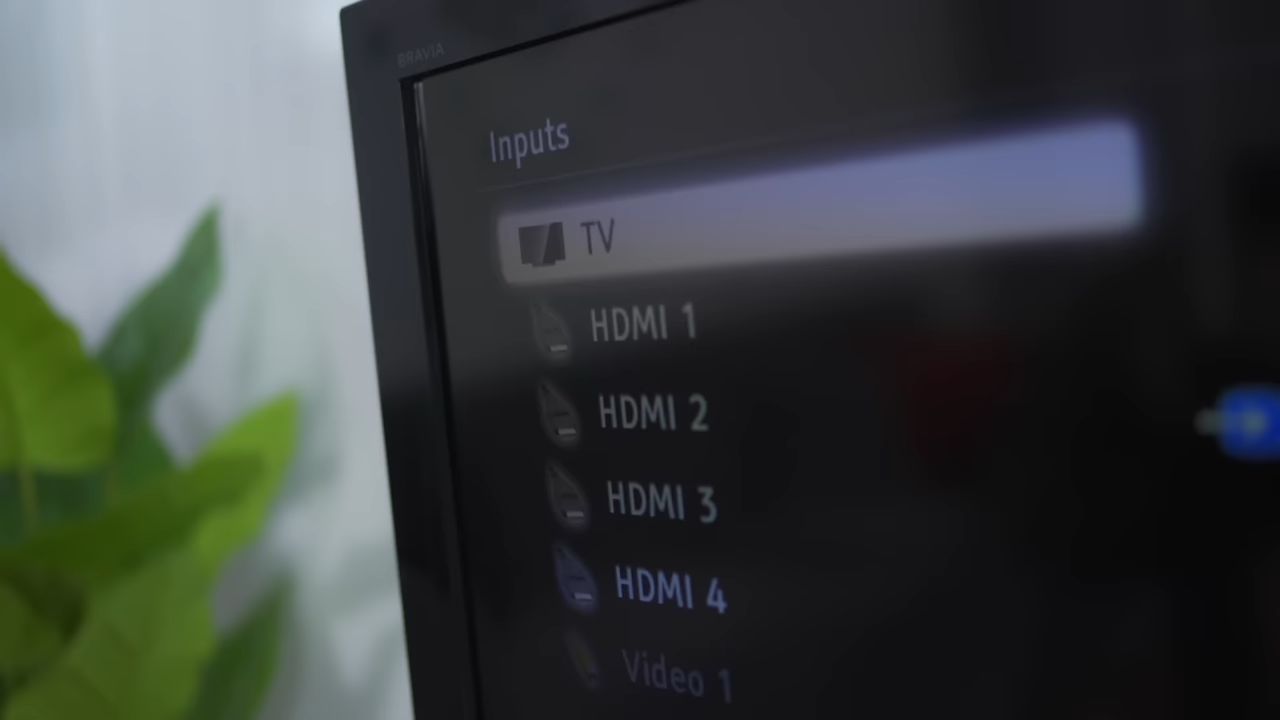 BRAVIA
Inputs
TV
HDMI 1
HDMI 2
HDMI 3
HDMI 4
Video 1